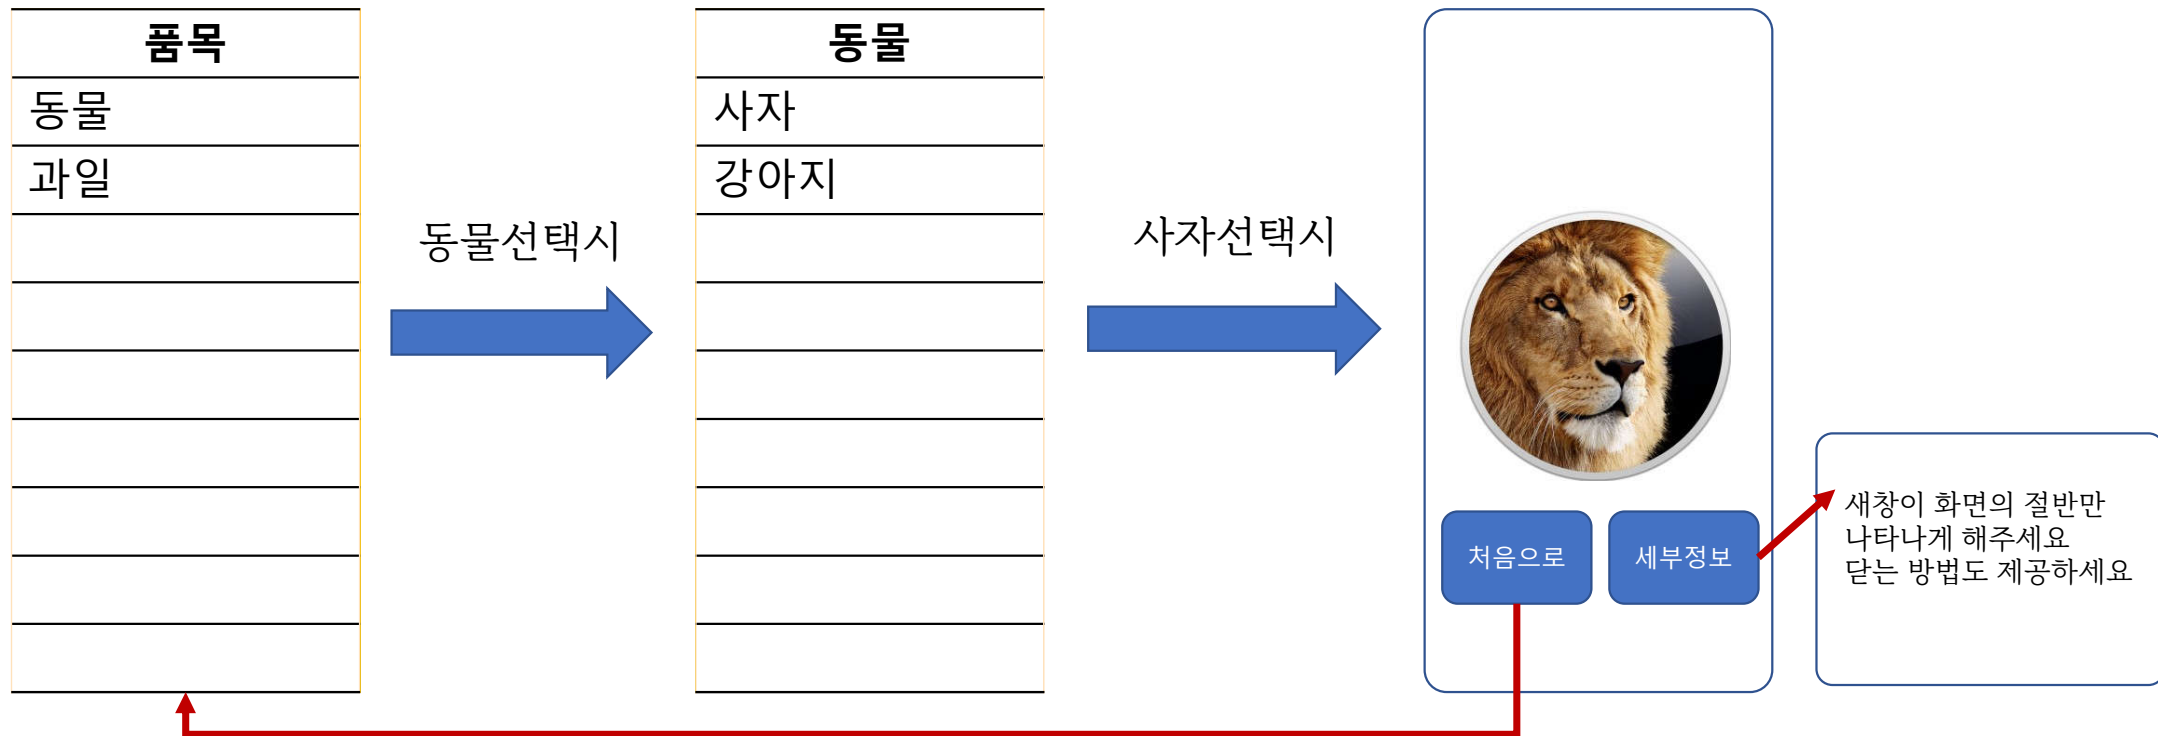 품목
동물
과일
동물선택시
동물
사자
강아지
사자선택시
처음으로
세부정보
새창이 화면의 절반만
나타나게 해주세요
닫는 방법도 제공하세요